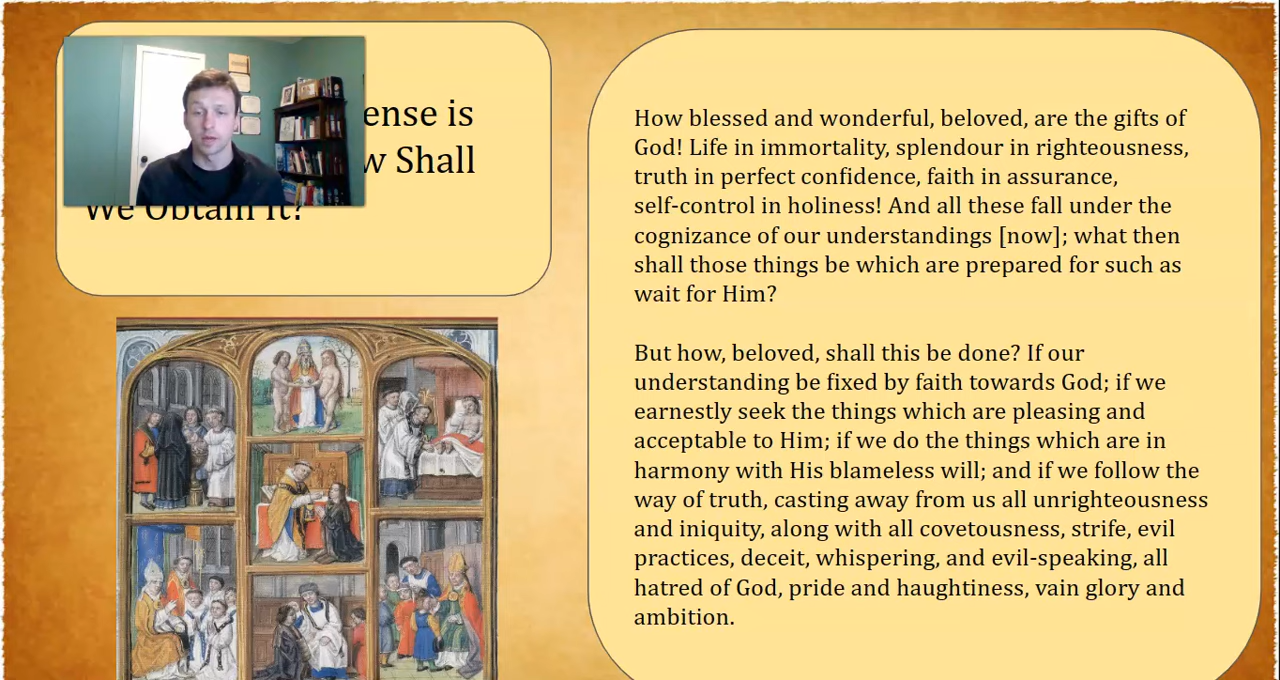 ense is
w Shall
We Obtain It?
How blessed and wonderful, beloved, are the gifts of
God! Life in immortality, splendour in righteousness,
truth in perfect confidence, faith in assurance,
self-control in holiness! And all these fall under the
cognizance of our understandings [now]; what then
shall those things be which are prepared for such as
wait for Him?
But how, beloved, shall this be done? If our
understanding be fixed by faith towards God; if we
earnestly seek the things which are pleasing and
acceptable to Him; if we do the things which are in
harmony with His blameless will; and if we follow the
way of truth, casting away from us all unrighteousness
and iniquity, along with all covetousness, strife, evil
practices, deceit, whispering, and evil-speaking, all
hatred of God, pride and haughtiness, vain glory and
ambition.